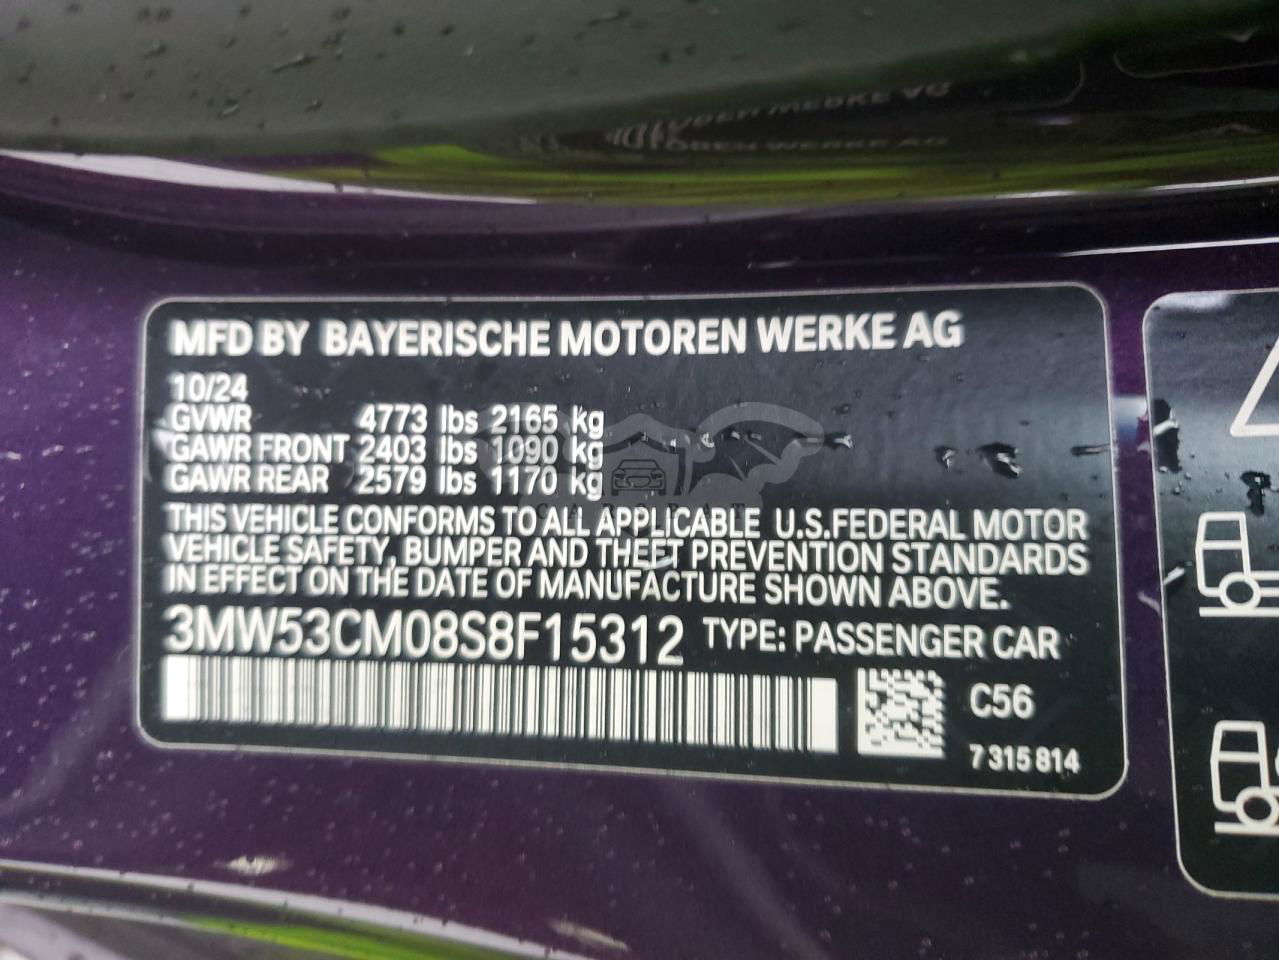 MFD BY BAYERISCHE MOTOREN WERKE AG
10/24
GVWR 4773 lbs 2165 kg
GAWR FRONT 2403 lbs 1090 kg
GAWR REAR 2579 lbs 1170 kg
THIS VEHICLE CONFORMS TO ALL APPLICABLE U.S.FEDERAL MOTOR
VEHICLE SAFETY, BUMPER AND THEFT PREVENTION STANDARDS
IN EFFECT ON THE DATE OF MANUFACTURE SHOWN ABOVE.
3MW53CM08S8F15312 TYPE: PASSENGER CAR
C56
7 315 814